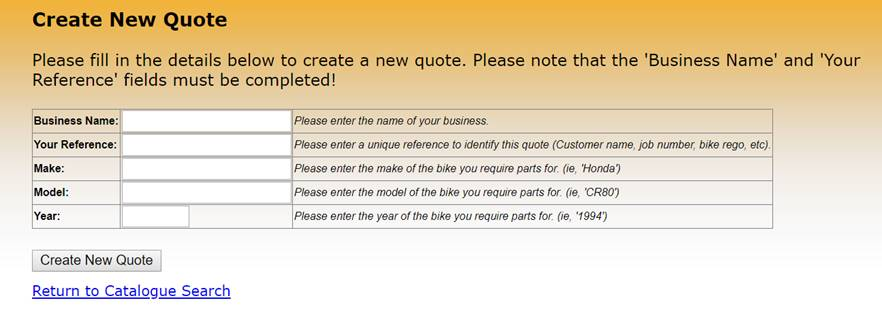 Create New Quote
Please fill in the details below to create a new quote. Please note that the 'Business Name' and 'Your
Reference' fields must be completed!
Business Name: Please enter the name of your business.
Your Reference: Please enter a unique reference to identify this quote (Customer name, job number, bike rego, etc).
Make: Please enter the make of the bike you require parts for. (ie, 'Honda')
Model: Please enter the model of the bike you require parts for. (ie, 'CR80')
Year: Please enter the year of the bike you require parts for. (ie, '1994')
Create New Quote
Return to Catalogue Search